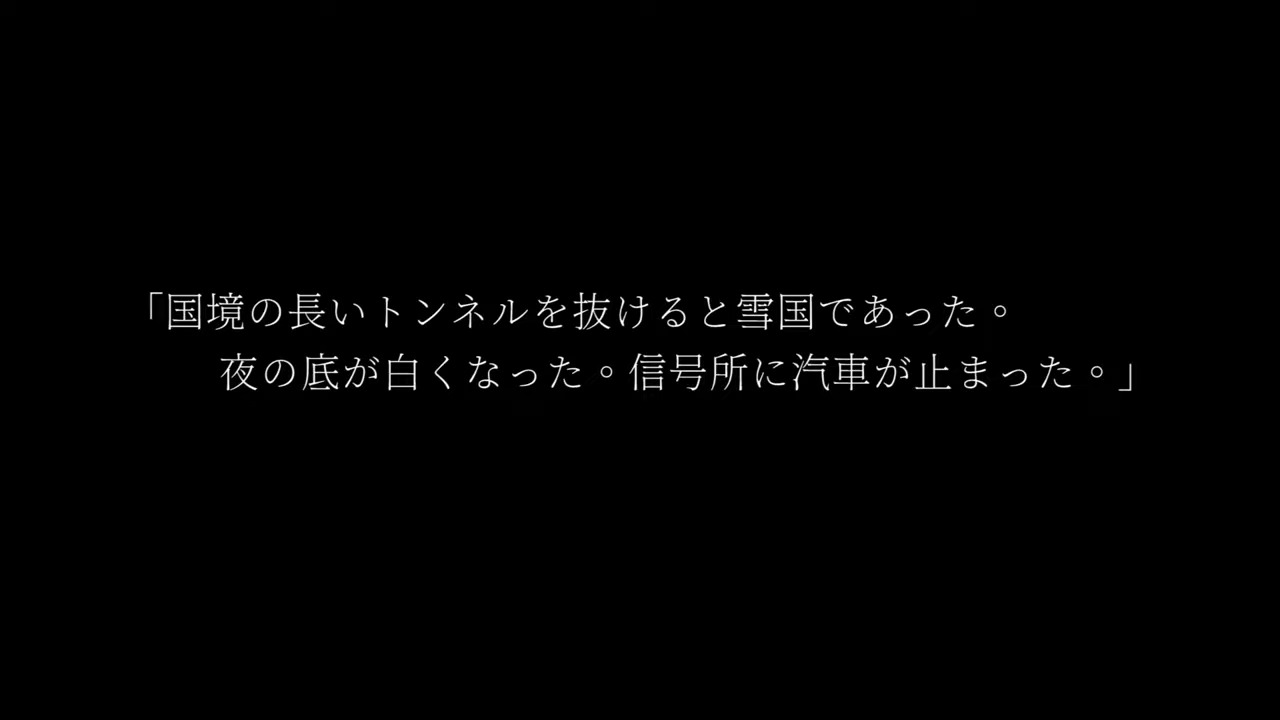 「国境の長いトンネルを抜けると雪国であった。
夜の底が白くなった。信号所に汽車が止まった。」